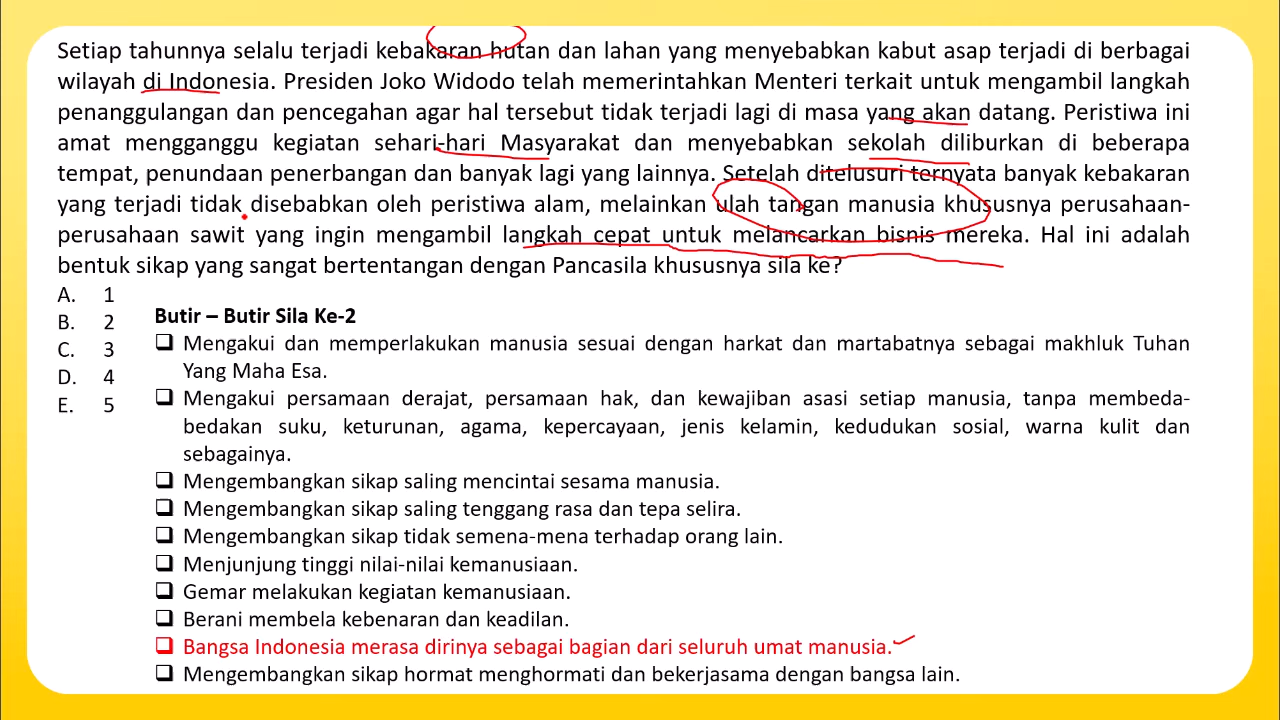 Setiap tahunnya selalu terjadi kebakaran hutan dan lahan yang menyebabkan kabut asap terjadi di berbagai
wilayah di Indonesia. Presiden Joko Widodo telah memerintahkan Menteri terkait untuk mengambil langkah
penanggulangan dan pencegahan agar hal tersebut tidak terjadi lagi di masa yang akan datang. Peristiwa ini
amat mengganggu kegiatan sehari-hari Masyarakat dan menyebabkan sekolah diliburkan di beberapa
tempat, penundaan penerbangan dan banyak lagi yang lainnya. Setelah ditelusuri ternyata banyak kebakaran
yang terjadi tidak disebabkan oleh peristiwa alam, melainkan ulah tangan manusia khususnya perusahaan-
perusahaan sawit yang ingin mengambil langkah cepat untuk melancarkan bisnis mereka. Hal ini adalah
bentuk sikap yang sangat bertentangan dengan Pancasila khususnya sila ke?
A. 1
B. 2
C. 3
D. 4
E. 5
Butir – Butir Sila Ke-2
Mengakui dan memperlakukan manusia sesuai dengan harkat dan martabatnya sebagai makhluk Tuhan
Yang Maha Esa.
Mengakui persamaan derajat, persamaan hak, dan kewajiban asasi setiap manusia, tanpa membeda-
bedakan suku, keturunan, agama, kepercayaan, jenis kelamin, kedudukan sosial, warna kulit dan
sebagainya.
Mengembangkan sikap saling mencintai sesama manusia.
Mengembangkan sikap saling tenggang rasa dan tepa selira.
Mengembangkan sikap tidak semena-mena terhadap orang lain.
Menjunjung tinggi nilai-nilai kemanusiaan.
Gemar melakukan kegiatan kemanusiaan.
Berani membela kebenaran dan keadilan.
Bangsa Indonesia merasa dirinya sebagai bagian dari seluruh umat manusia.
Mengembangkan sikap hormat menghormati dan bekerjasama dengan bangsa lain.